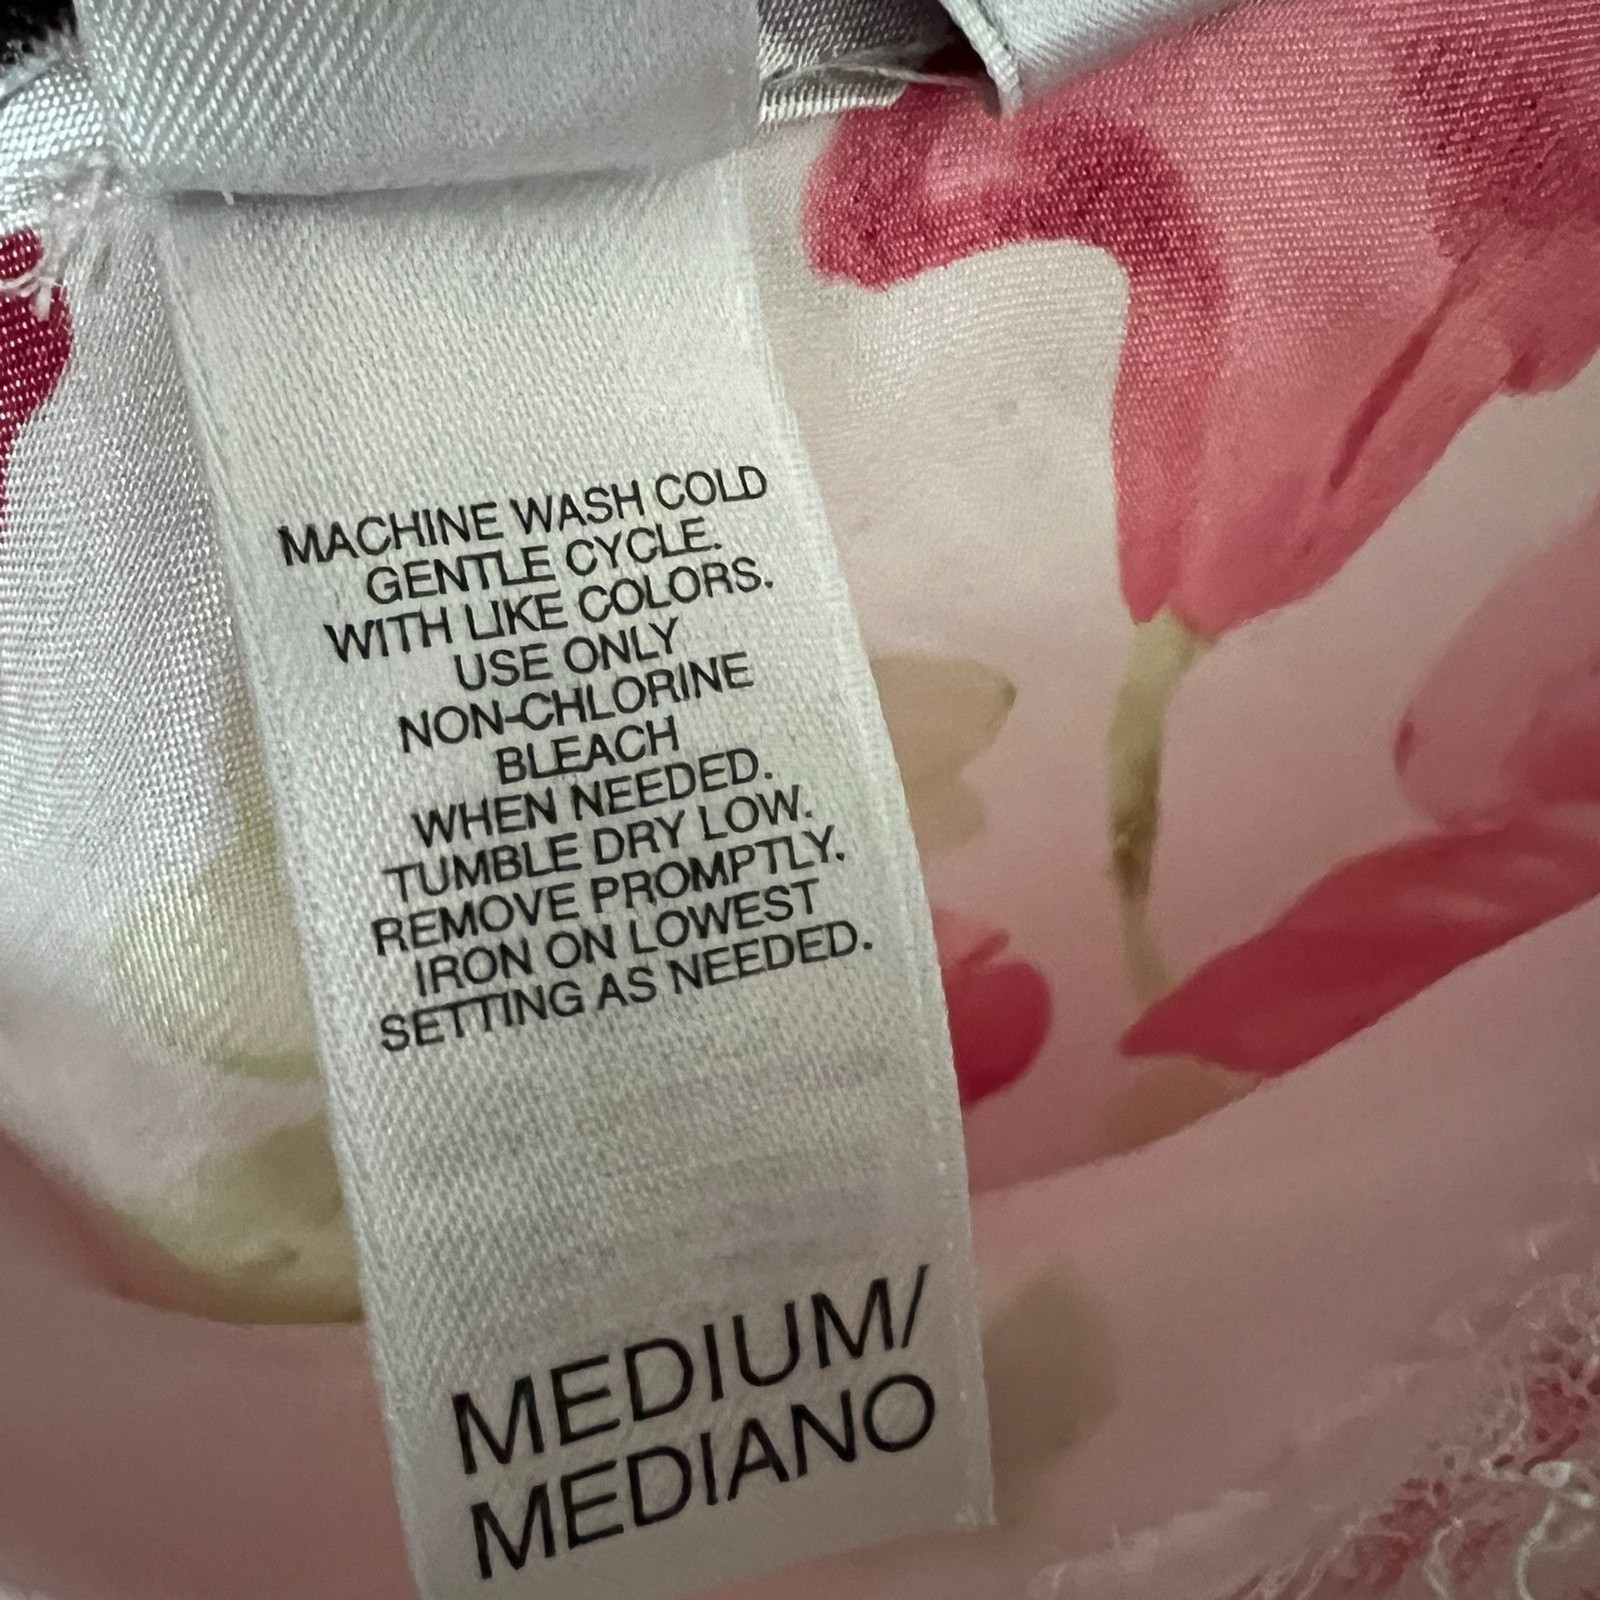 MACHINE WASH COLD
GENTLE CYCLE.
WITH LIKE COLORS.
USE ONLY
NON-CHLORINE
BLEACH
WHEN NEEDED.
TUMBLE DRY LOW.
REMOVE PROMPTLY.
IRON ON LOWEST
SETTING AS NEEDED.
MEDIUM/
MEDIANO